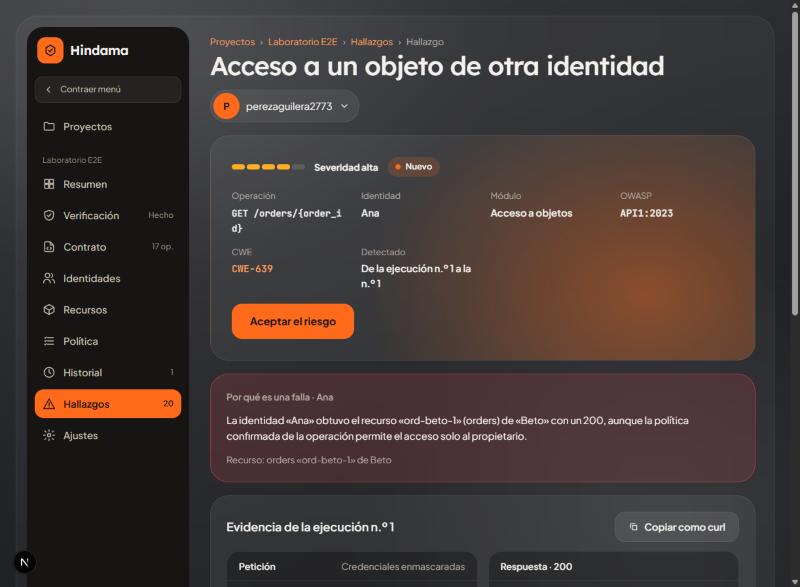 Hindama
Contraer menú
Proyectos
Laboratorio E2E
Resumen
Verificación Hecho
Contrato 17 op.
Identidades
Recursos
Política
Historial 1
Hallazgos 20
Ajustes
N
Proyectos › Laboratorio E2E › Hallazgos › Hallazgo
Acceso a un objeto de otra identidad
P perezaguilera2773
Severidad alta Nuevo
Operación Identidad Módulo OWASP
GET /orders/{order_i Ana Acceso a objetos API1:2023
d}
CWE Detectado
CWE-639 De la ejecución n.º 1 a la
n.º 1
Aceptar el riesgo
Por qué es una falla · Ana
La identidad «Ana» obtuvo el recurso «ord-beto-1» (orders) de «Beto» con un 200, aunque la política
confirmada de la operación permite el acceso solo al propietario.
Recurso: orders «ord-beto-1» de Beto
Evidencia de la ejecución n.º 1 Copiar como curl
Petición Credenciales enmascaradas Respuesta · 200